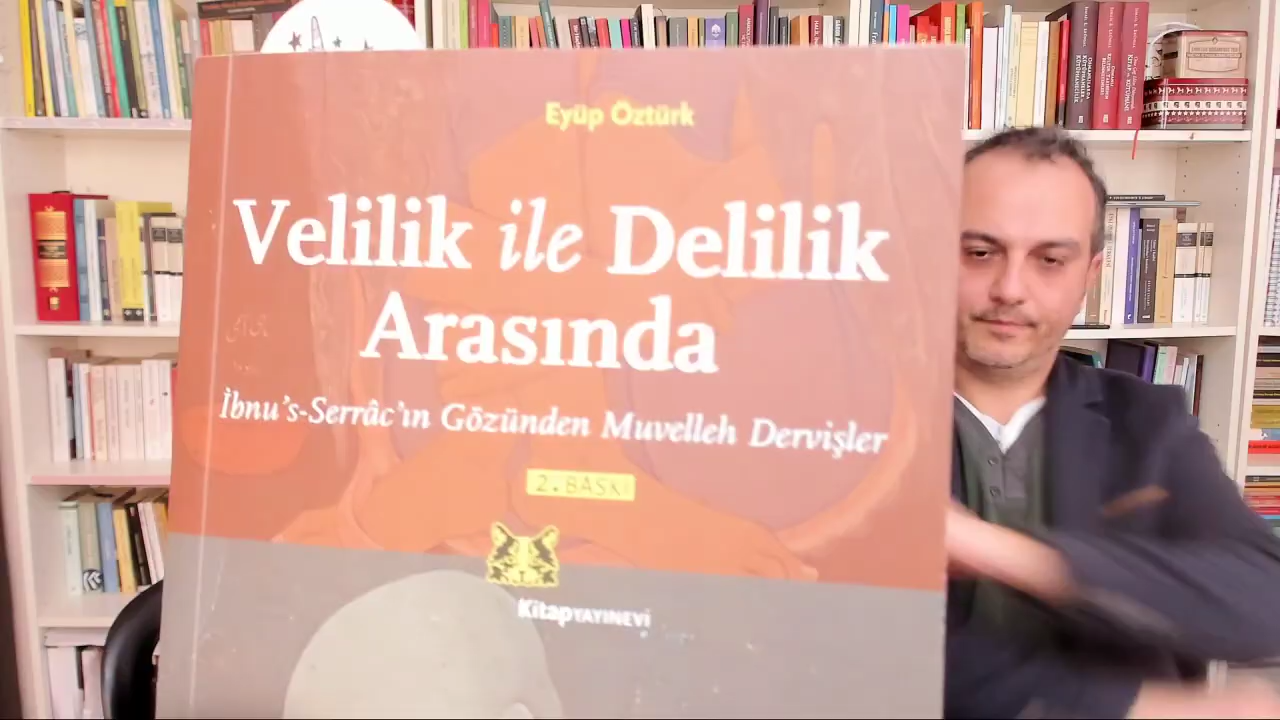 Eyüp Öztürk
Velilik ile Delilik
Arasında
İbnu's-Serrâc'ın Gözünden Muvelleh Dervişler
2. BASKI
KitapYAYINEVİ